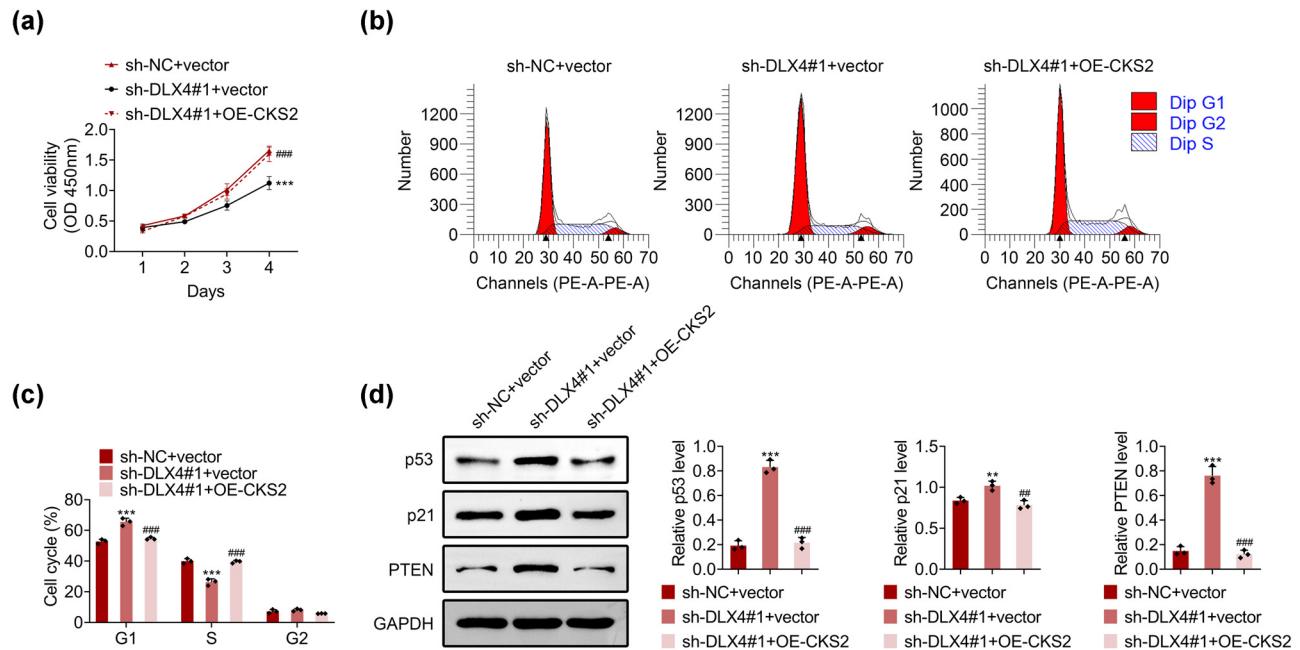 (a)
sh-NC+vector
sh-DLX4#1+vector
sh-DLX4#1+OE-CKS2
Cell viability
(OD 450nm)
2.0
1.5
1.0
0.5
0.0
###
***
1 2 3 4
Days
(b)
sh-NC+vector
Number
1200
900
600
300
0
0 10 20 30 40 50 60 70
Channels (PE-A-PE-A)
sh-DLX4#1+vector
Number
1200
900
600
300
0
0 10 20 30 40 50 60 70
Channels (PE-A-PE-A)
sh-DLX4#1+OE-CKS2
Number
1000
800
600
400
200
0
0 10 20 30 40 50 60 70
Channels (PE-A-PE-A)
Dip G1
Dip G2
Dip S
(c)
sh-NC+vector
sh-DLX4#1+vector
sh-DLX4#1+OE-CKS2
Cell cycle (%)
80
60
40
20
0
*** ###
*** ###
G1 S G2
(d)
sh-NC+vector
sh-DLX4#1+vector
sh-DLX4#1+OE-CKS2
p53
p21
PTEN
GAPDH
Relative p53 level
1.0
0.8
0.6
0.4
0.2
0.0
***
###
sh-NC+vector
sh-DLX4#1+vector
sh-DLX4#1+OE-CKS2
Relative p21 level
1.5
1.0
0.5
0.0
**
##
sh-NC+vector
sh-DLX4#1+vector
sh-DLX4#1+OE-CKS2
Relative PTEN level
1.0
0.8
0.6
0.4
0.2
0.0
***
###
sh-NC+vector
sh-DLX4#1+vector
sh-DLX4#1+OE-CKS2